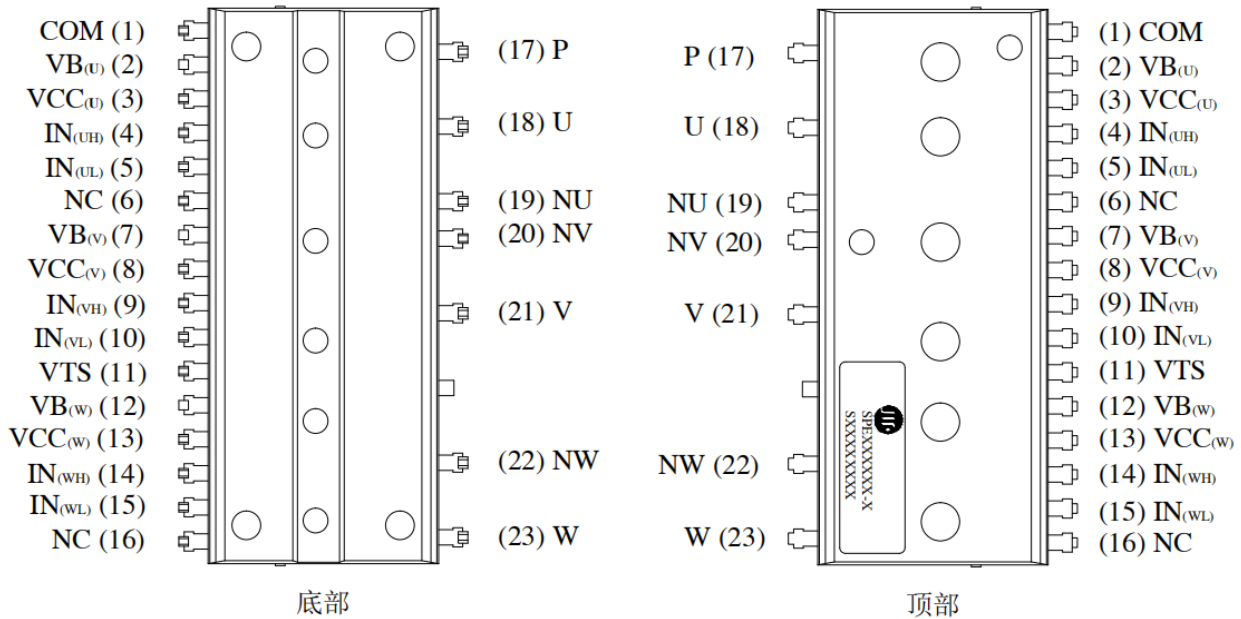 COM (1)
VB(U) (2)
VCC(U) (3)
IN(UH) (4)
IN(UL) (5)
NC (6)
VB(V) (7)
VCC(V) (8)
IN(VH) (9)
IN(VL) (10)
VTS (11)
VB(W) (12)
VCC(W) (13)
IN(WH) (14)
IN(WL) (15)
NC (16)
(17) P
(18) U
(19) NU
(20) NV
(21) V
(22) NW
(23) W
底部
P (17)
U (18)
NU (19)
NV (20)
V (21)
NW (22)
W (23)
SPEXXXXXXX-X
SXXXXXXXXX
(1) COM
(2) VB(U)
(3) VCC(U)
(4) IN(UH)
(5) IN(UL)
(6) NC
(7) VB(V)
(8) VCC(V)
(9) IN(VH)
(10) IN(VL)
(11) VTS
(12) VB(W)
(13) VCC(W)
(14) IN(WH)
(15) IN(WL)
(16) NC
顶部